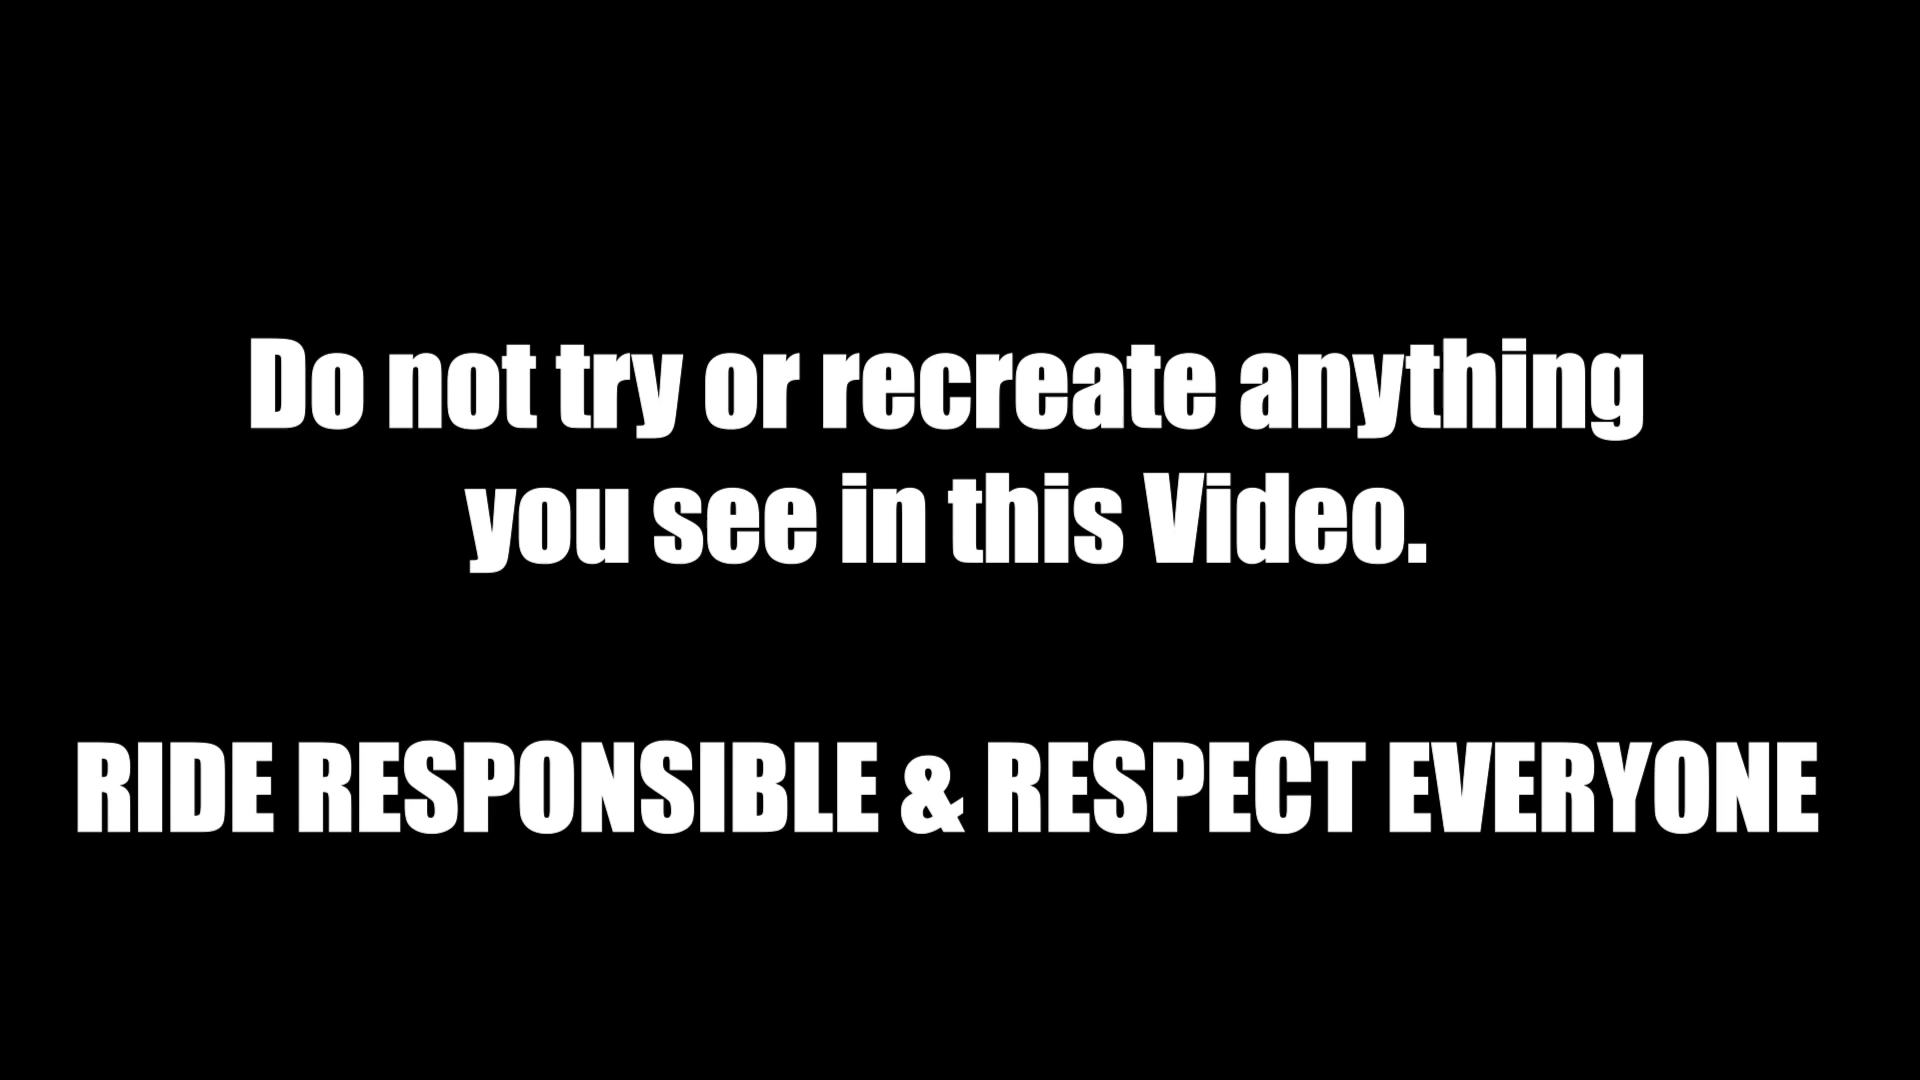 Do not try or recreate anything
you see in this Video.
RIDE RESPONSIBLE & RESPECT EVERYONE